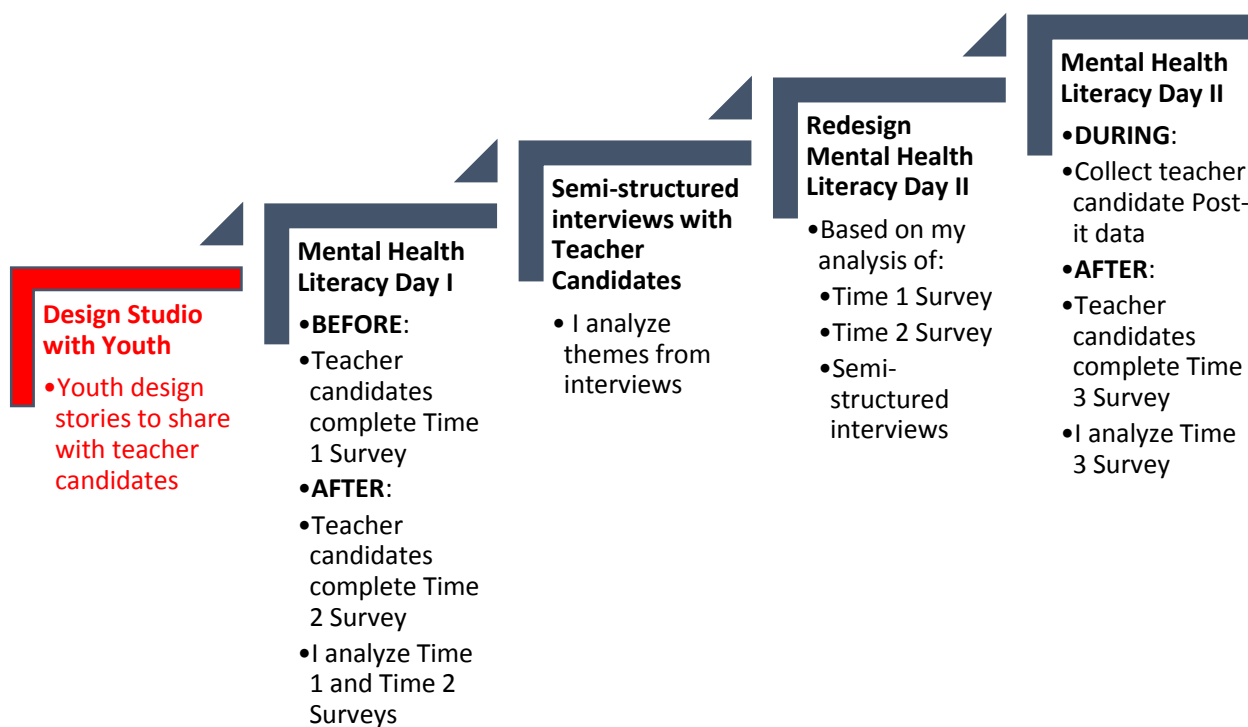 Design Studio
with Youth
•Youth design
stories to share
with teacher
candidates
Mental Health
Literacy Day I
•BEFORE:
•Teacher
candidates
complete Time
1 Survey
•AFTER:
•Teacher
candidates
complete Time
2 Survey
•I analyze Time
1 and Time 2
Surveys
Semi-structured
interviews with
Teacher
Candidates
• I analyze
themes from
interviews
Redesign
Mental Health
Literacy Day II
•Based on my
analysis of:
•Time 1 Survey
•Time 2 Survey
•Semi-
structured
interviews
Mental Health
Literacy Day II
•DURING:
•Collect teacher
candidate Post-
it data
•AFTER:
•Teacher
candidates
complete Time
3 Survey
•I analyze Time
3 Survey